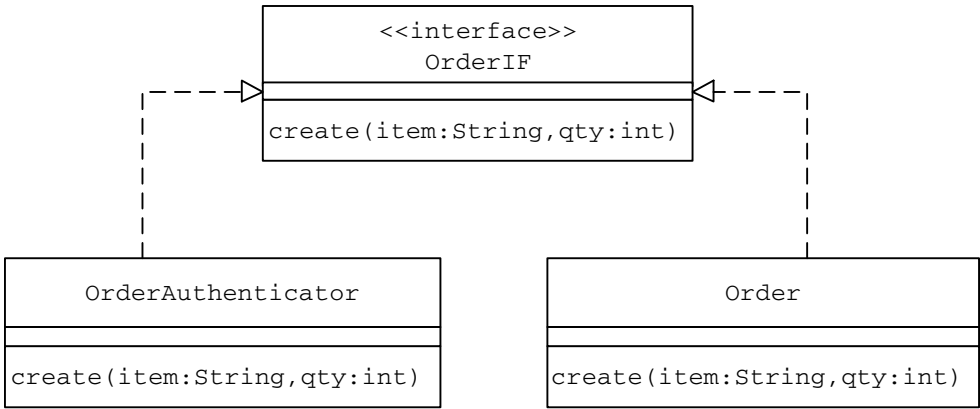 <<interface>>
OrderIF
create(item:String,qty:int)
OrderAuthenticator
create(item:String,qty:int)
Order
create(item:String,qty:int)